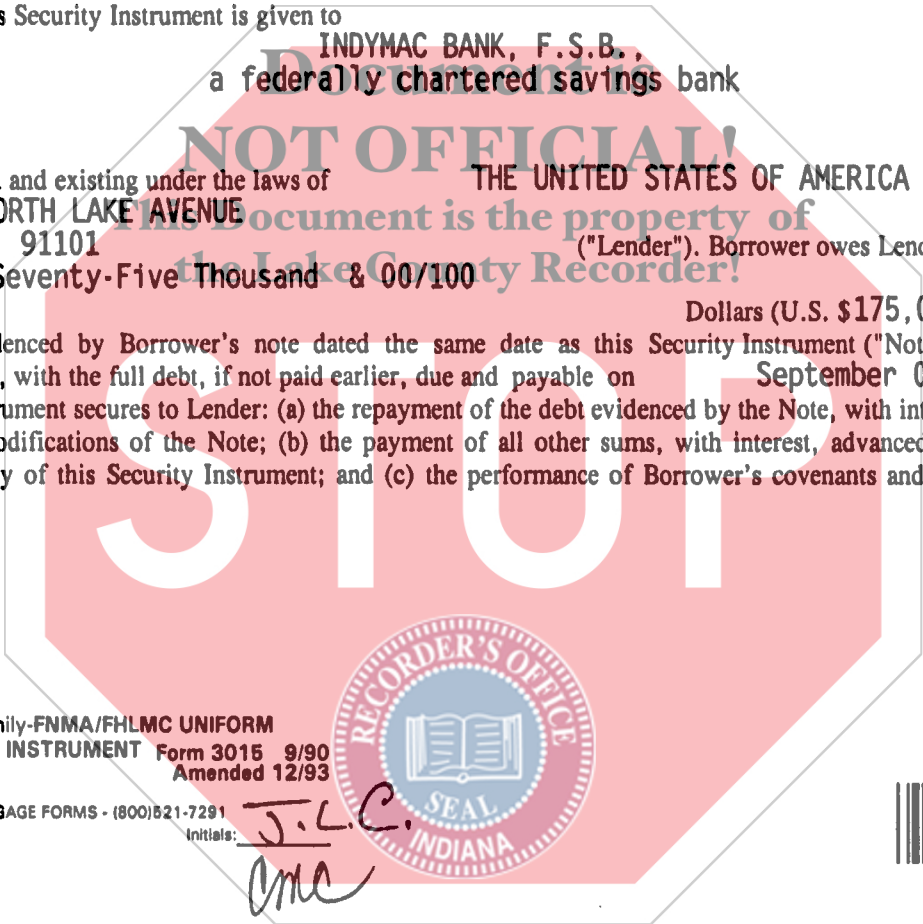 s Security Instrument is given to
INDYMAC BANK, F.S.B.,
a federally chartered savings bank
Document is
NOT OFFICIAL!
and existing under the laws of THE UNITED STATES OF AMERICA
ORTH LAKE AVENUE
This Document is the property of
91101 ("Lender"). Borrower owes Lend
the Lake County Recorder!
Seventy-Five Thousand & 00/100
Dollars (U.S. $175,0
lenced by Borrower's note dated the same date as this Security Instrument ("Not
, with the full debt, if not paid earlier, due and payable on September 0
ument secures to Lender: (a) the repayment of the debt evidenced by the Note, with int
odifications of the Note; (b) the payment of all other sums, with interest, advanced
y of this Security Instrument; and (c) the performance of Borrower's covenants and
STOP
RECORDER'S OFFICE
SEAL
INDIANA
nily-FNMA/FHLMC UNIFORM
INSTRUMENT Form 3015 9/90
Amended 12/93
GAGE FORMS - (800)521-7291
Initials: J.L.C.
CMC